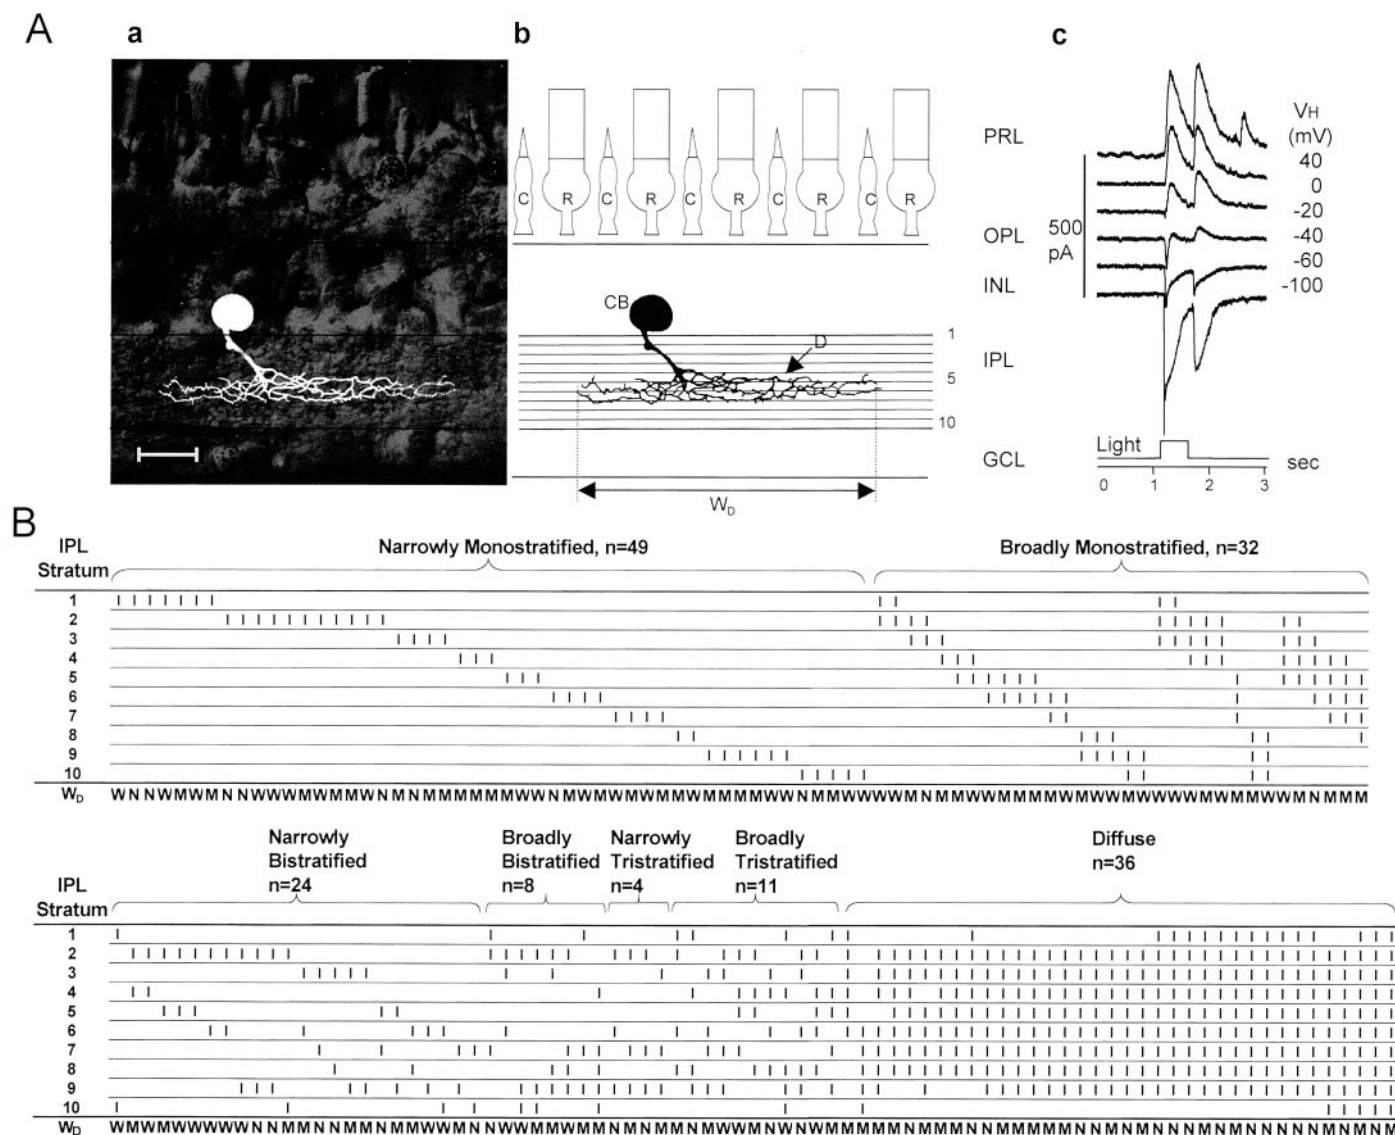 A
a
b
c
C R C R C R C R C R
CB
D
1
5
10
W_D
PRL
OPL
INL
IPL
GCL
VH
(mV)
40
0
-20
-40
-60
-100
500
pA
Light
sec
0 1 2 3
B
IPL
Stratum
Narrowly Monostratified, n=49
Broadly Monostratified, n=32
1
2
3
4
5
6
7
8
9
10
W_D
IPL
Stratum
Narrowly
Bistratified
n=24
Broadly
Bistratified
n=8
Narrowly
Tristratified
n=4
Broadly
Tristratified
n=11
Diffuse
n=36
1
2
3
4
5
6
7
8
9
10
W_D